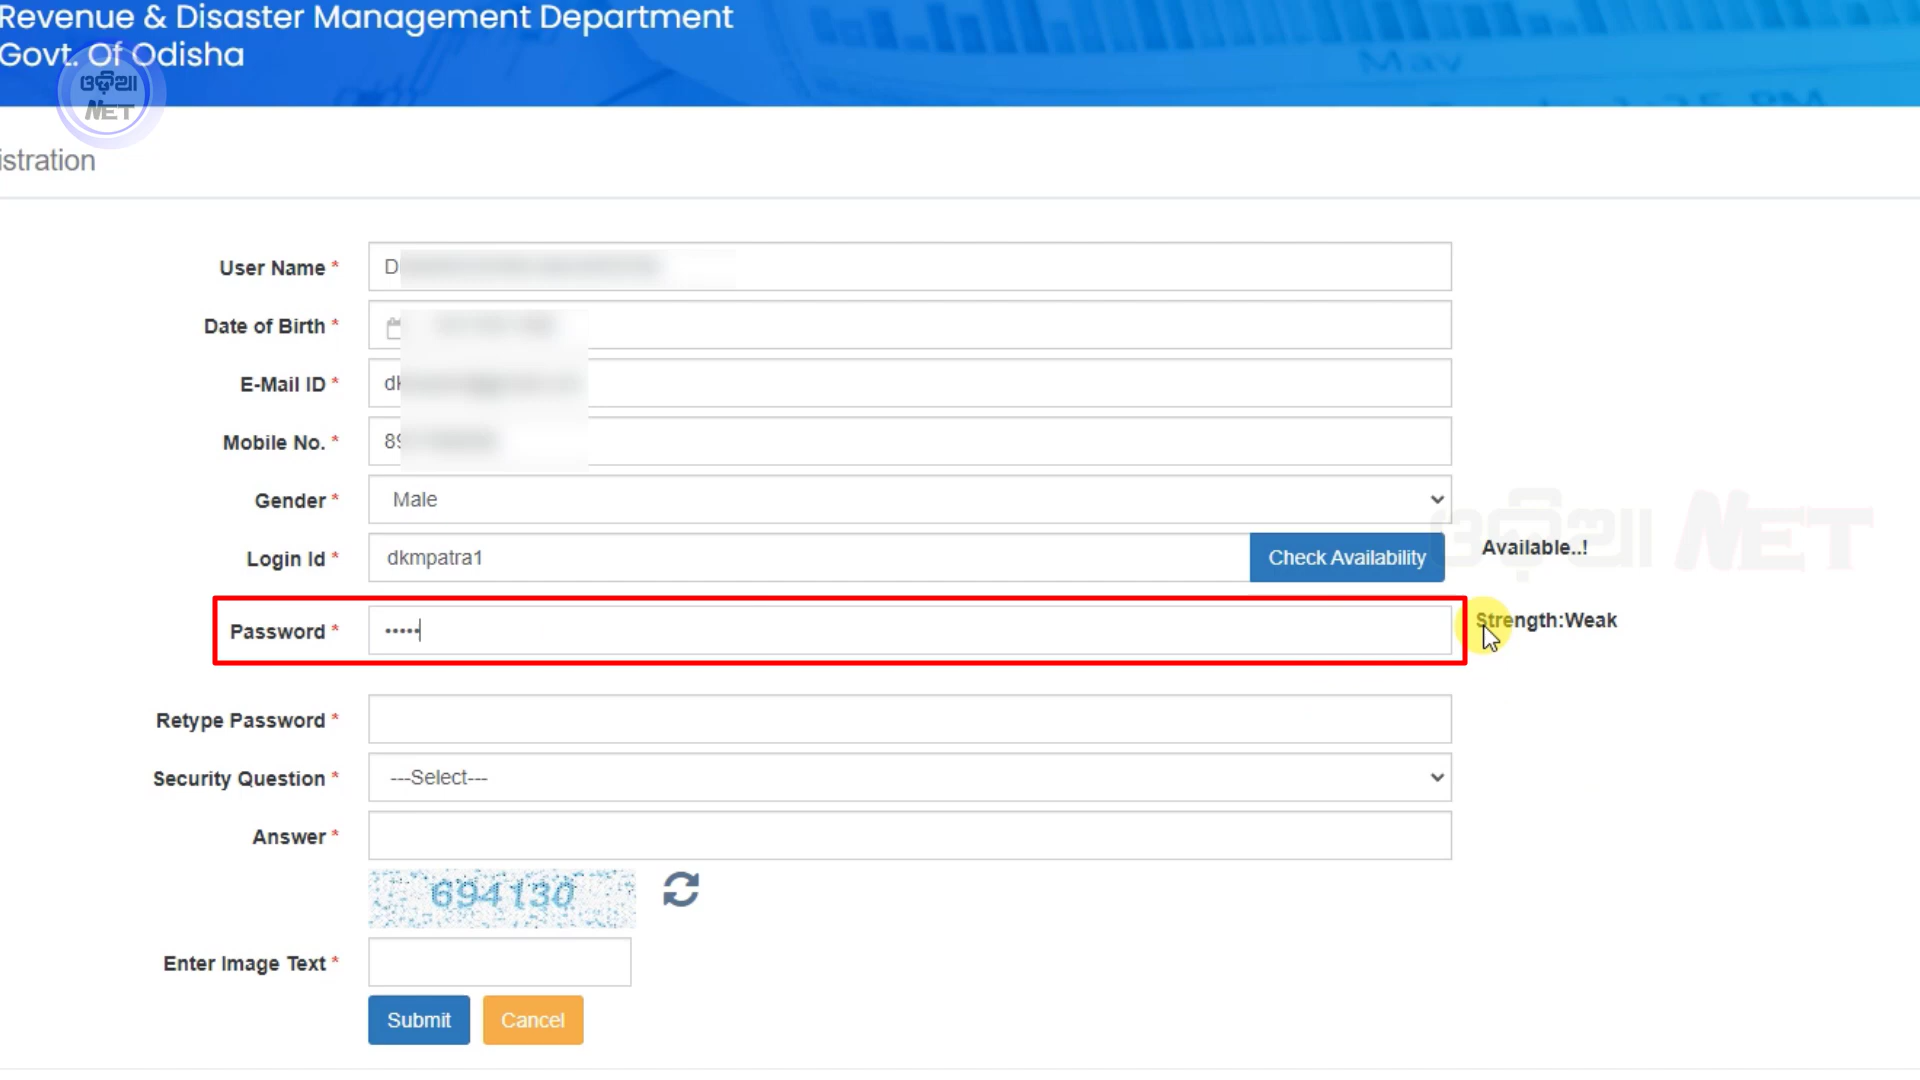 Revenue & Disaster Management Department
Govt. Of Odisha
ଓଡ଼ିଆ
NET
istration
User Name * D
Date of Birth *
E-Mail ID * dk
Mobile No. * 89
Gender * Male
Login Id * dkmpatra1 Check Availability Available..!
ଓଡ଼ିଆ NET
Password * ••••• Strength:Weak
Retype Password *
Security Question * ---Select---
Answer *
694130
Enter Image Text *
Submit Cancel